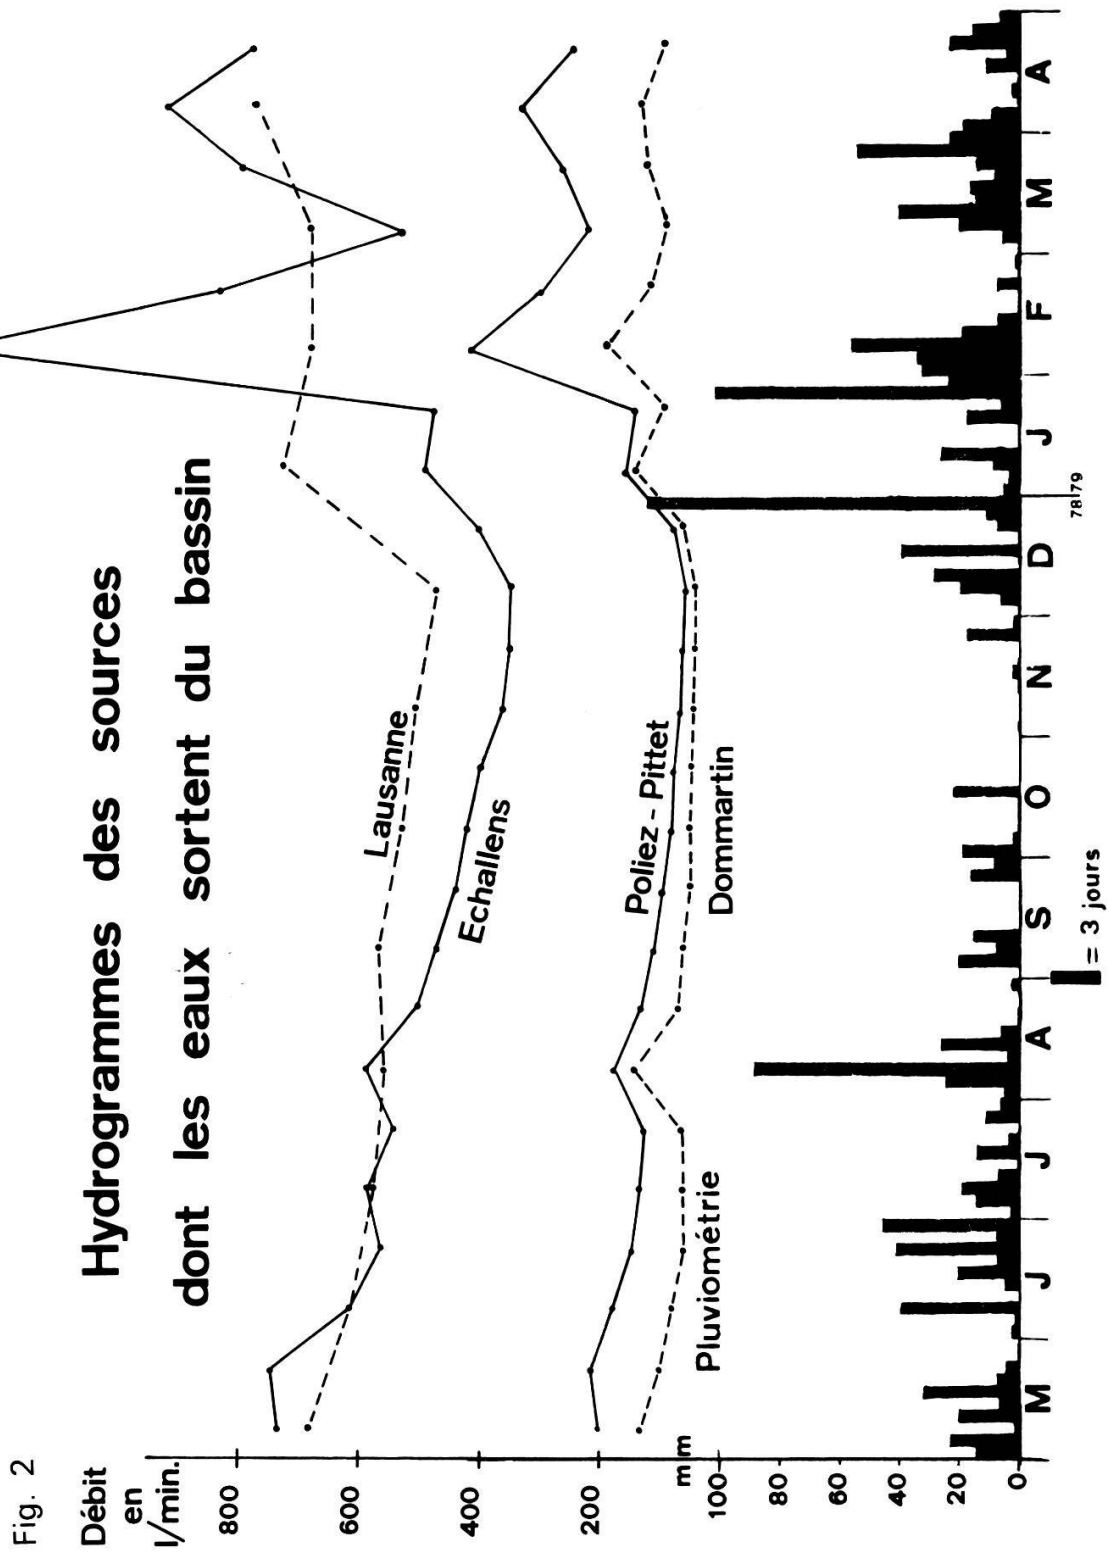 Fig. 2
Hydrogrammes des sources
dont les eaux sortent du bassin
Débit
en
l/min.
800
600
400
200
mm
100
80
60
40
20
0
Lausanne
Echallens
Poliez - Pittet
Dommartin
Pluviométrie
M J J A S O N D J F M A
78 79
= 3 jours